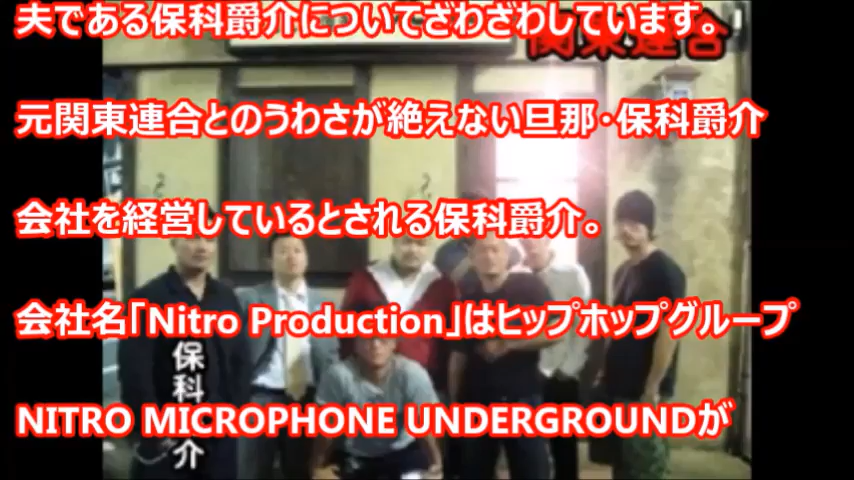 夫である保科爵介についてざわざわしています。
関東連合
元関東連合とのうわさが絶えない旦那・保科爵介
会社を経営しているとされる保科爵介。
会社名「Nitro Production」はヒップホップグループ
保科
介
NITRO MICROPHONE UNDERGROUNDが